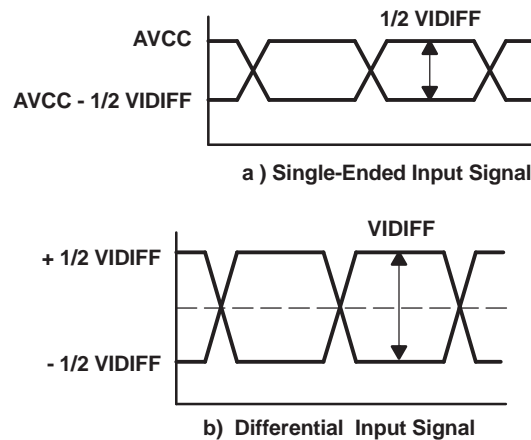 1/2 VIDIFF
AVCC
AVCC - 1/2 VIDIFF
a ) Single-Ended Input Signal
VIDIFF
+ 1/2 VIDIFF
- 1/2 VIDIFF
b) Differential Input Signal